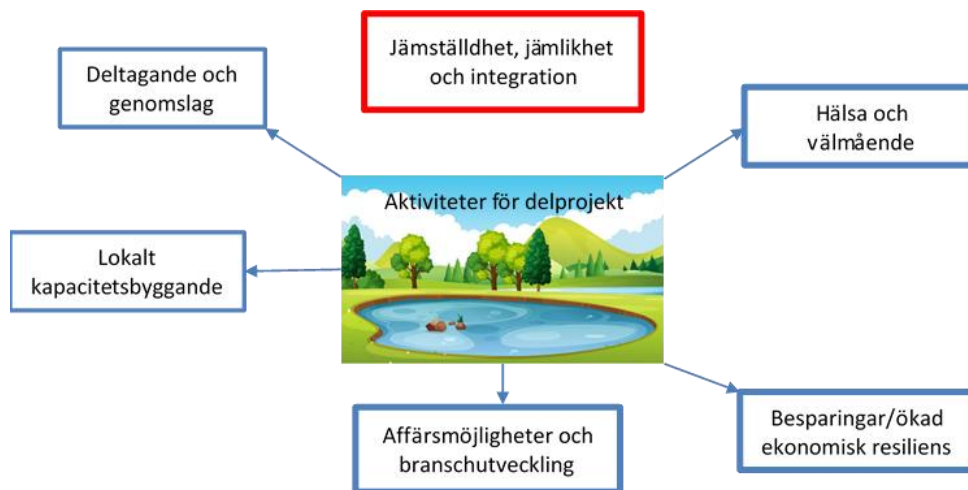 Jämställdhet, jämlikhet
och integration
Deltagande och
genomslag
Hälsa och
välmående
Aktiviteter för delprojekt
Lokalt
kapacitetsbyggande
Affärsmöjligheter och
branschutveckling
Besparingar/ökad
ekonomisk resiliens